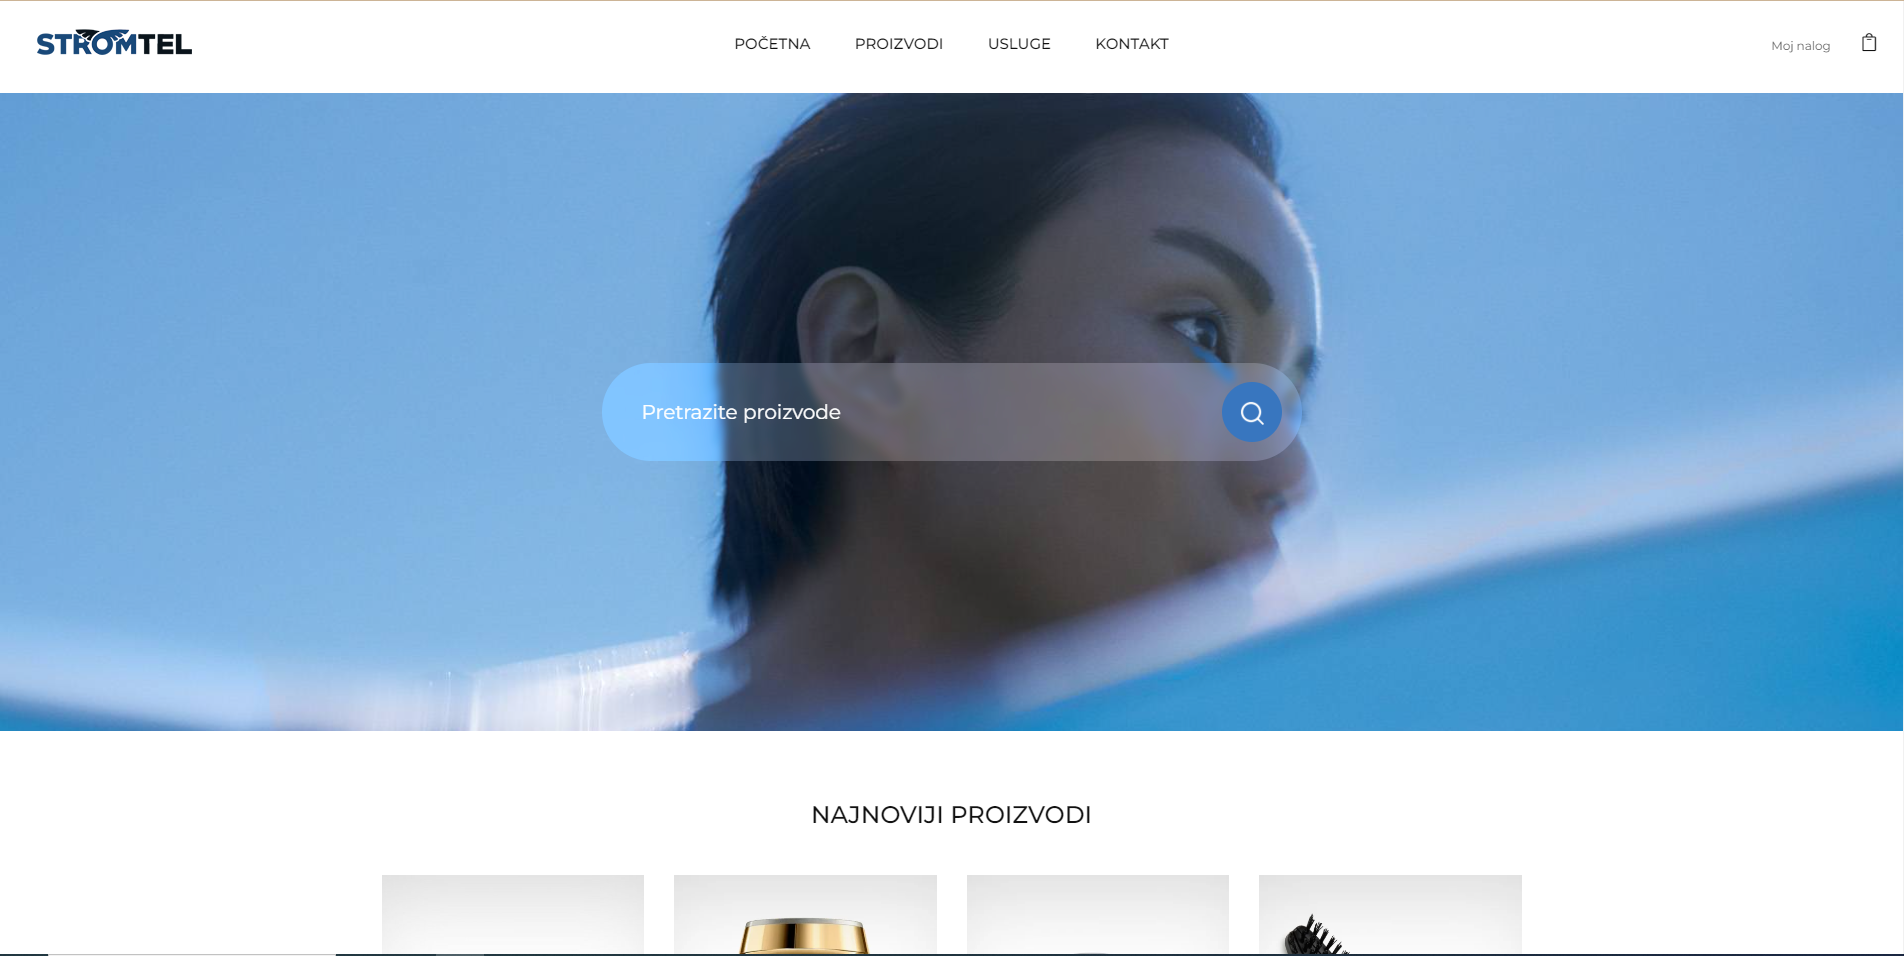 STROMTEL
POČETNA PROIZVODI USLUGE KONTAKT
Moj nalog
Pretrazite proizvode
NAJNOVIJI PROIZVODI